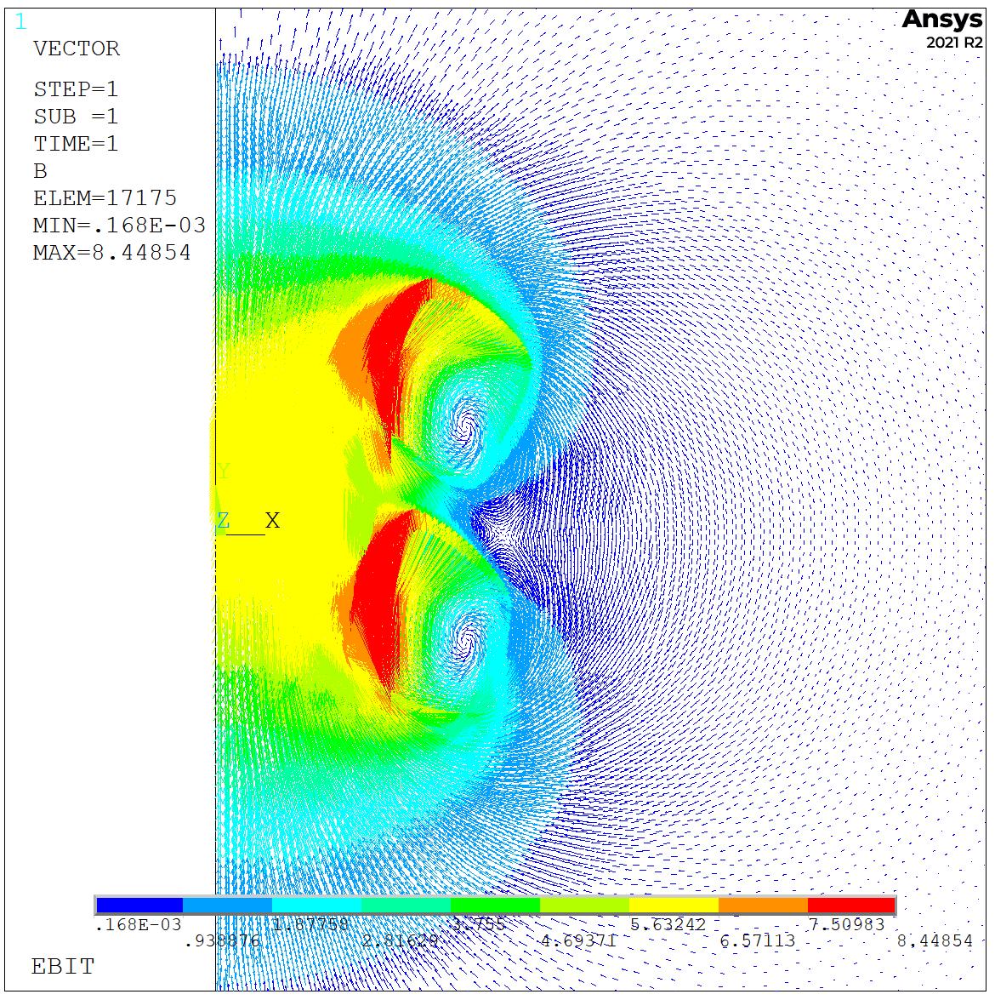 1
Ansys
2021 R2
VECTOR
STEP=1
SUB =1
TIME=1
B
ELEM=17175
MIN=.168E-03
MAX=8.44854
Y
Z X
.168E-03 1.87759 3.755 5.63242 7.50983
.938876 2.81629 4.69371 6.57113 8.44854
EBIT